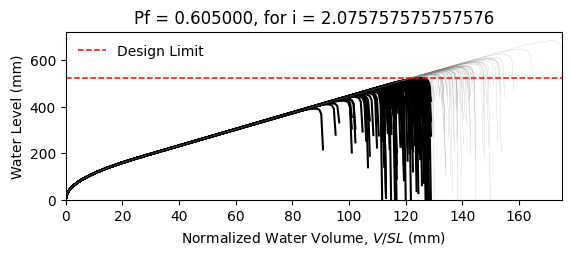 Pf = 0.605000, for i = 2.075757575757576
Design Limit
Water Level (mm)
600
400
200
0
0 20 40 60 80 100 120 140 160
Normalized Water Volume, V/SL (mm)